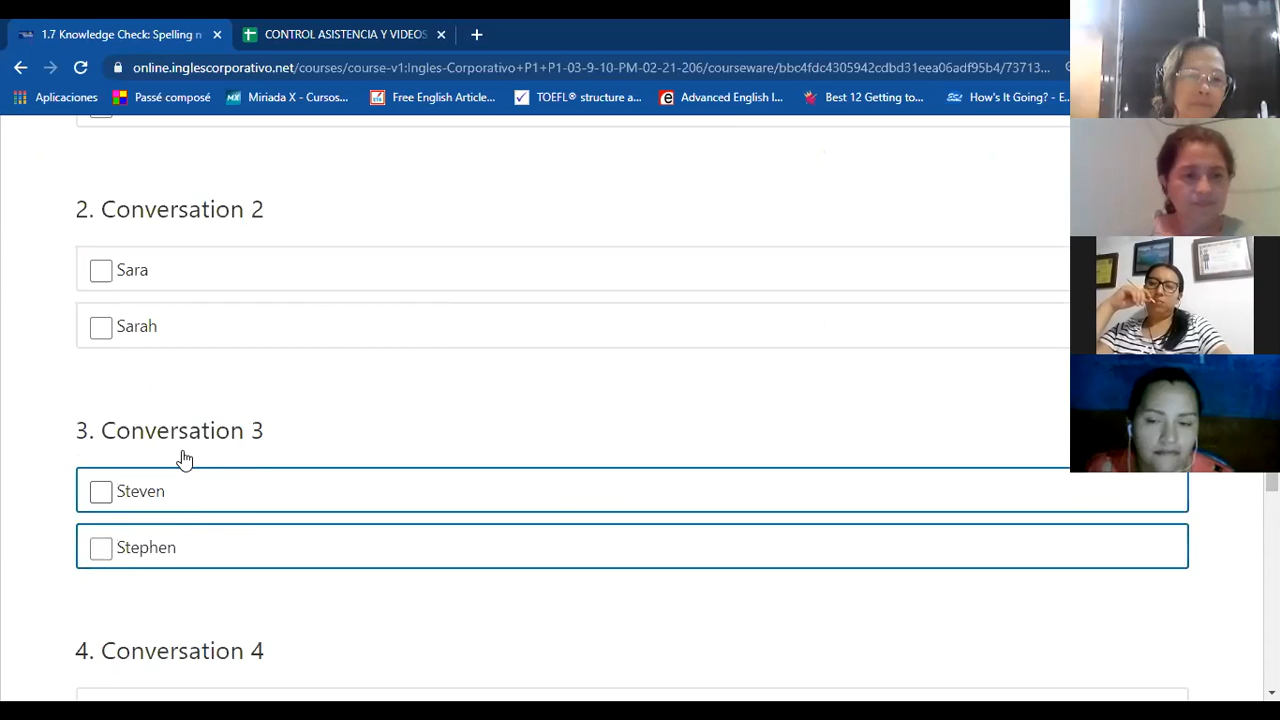 1.7 Knowledge Check: Spelling n
CONTROL ASISTENCIA Y VIDEOS
online.inglescorporativo.net/courses/course-v1:Ingles-Corporativo+P1+P1-03-9-10-PM-02-21-206/courseware/bbc4fdc4305942cdbd31eea06adf95b4/73713...
Aplicaciones
Passé composé
Miriada X - Cursos...
Free English Article...
TOEFL® structure a...
Advanced English I...
Best 12 Getting to...
How's It Going? - E...
2. Conversation 2
Sara
Sarah
3. Conversation 3
Steven
Stephen
4. Conversation 4